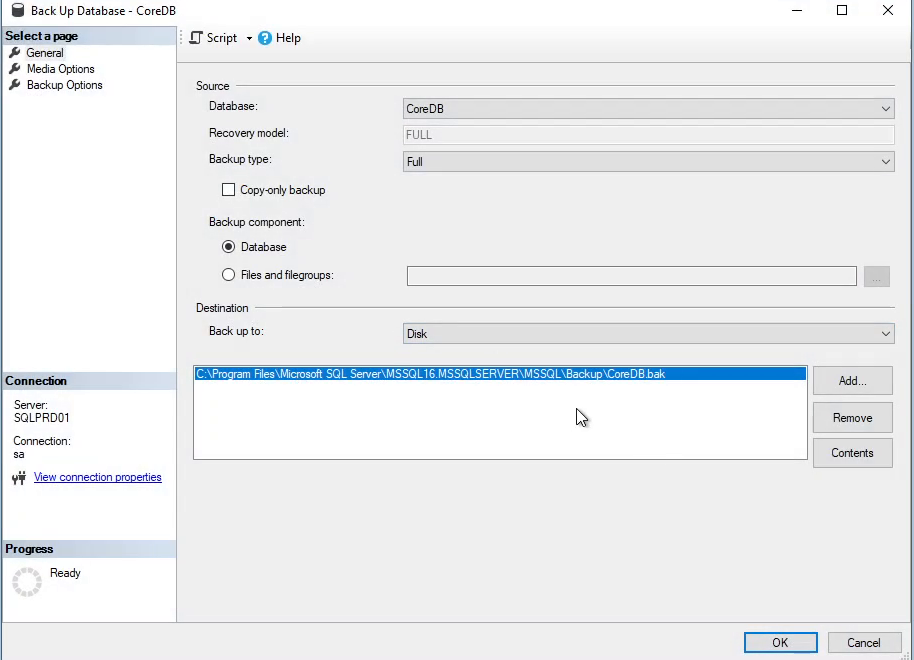 Back Up Database - CoreDB
Select a page
General
Media Options
Backup Options
Script
Help
Source
Database:
CoreDB
Recovery model:
FULL
Backup type:
Full
Copy-only backup
Backup component:
Database
Files and filegroups:
...
Destination
Back up to:
Disk
C:\Program Files\Microsoft SQL Server\MSSQL16.MSSQLSERVER\MSSQL\Backup\CoreDB.bak
Add...
Remove
Contents
Connection
Server:
SQLPRD01
Connection:
sa
View connection properties
Progress
Ready
OK
Cancel